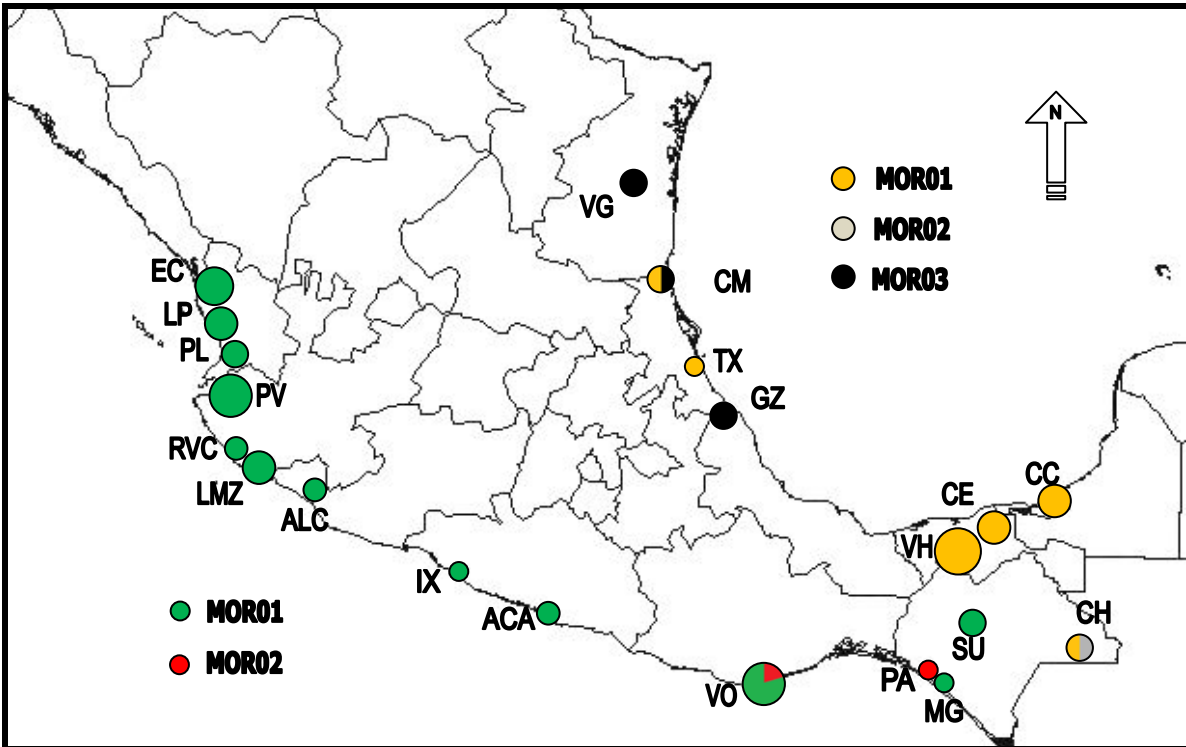 N
MOR01
VG
MOR02
EC
CM
MOR03
LP
PL
TX
PV
GZ
RVC
CC
LMZ
CE
ALC
VH
IX
MOR01
ACA
CH
SU
MOR02
PA
VO
MG